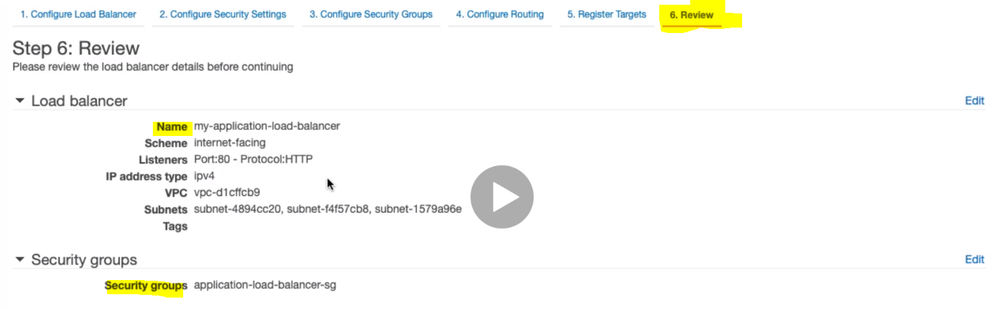 1. Configure Load Balancer 2. Configure Security Settings 3. Configure Security Groups 4. Configure Routing 5. Register Targets 6. Review
Step 6: Review
Please review the load balancer details before continuing
Load balancer Edit
Name my-application-load-balancer
Scheme internet-facing
Listeners Port:80 - Protocol:HTTP
IP address type ipv4
VPC vpc-d1cffcb9
Subnets subnet-4894cc20, subnet-f4f57cb8, subnet-1579a96e
Tags
Security groups Edit
Security groups application-load-balancer-sg